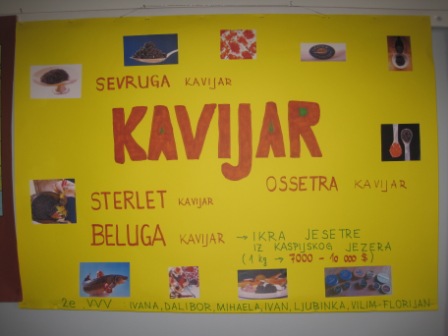 SEVRUGA KAVIJAR
KAVIJAR
OSSETRA KAVIJAR
STERLET KAVIJAR
BELUGA KAVIJAR → IKRA JESETRE
IZ KASPIJSKOG JEZERA
(1 kg → 7000 - 10 000 $)
2e VVV IVANA, DALIBOR, MIHAELA, IVAN, LJUBINKA, VILIM-FLORIJAN